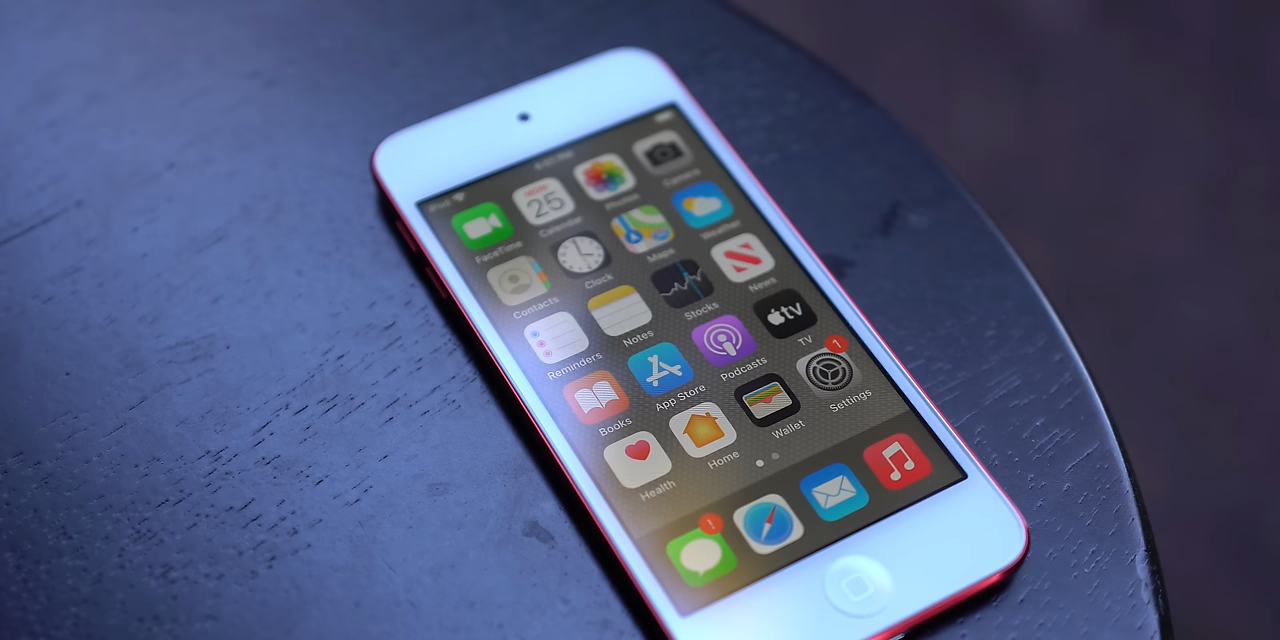 iPod
25
FaceTime Calendar Photos Camera
Contacts Clock Maps Weather
Reminders Notes Stocks News
tv
Books App Store Podcasts TV
1
Health Home Wallet Settings
!